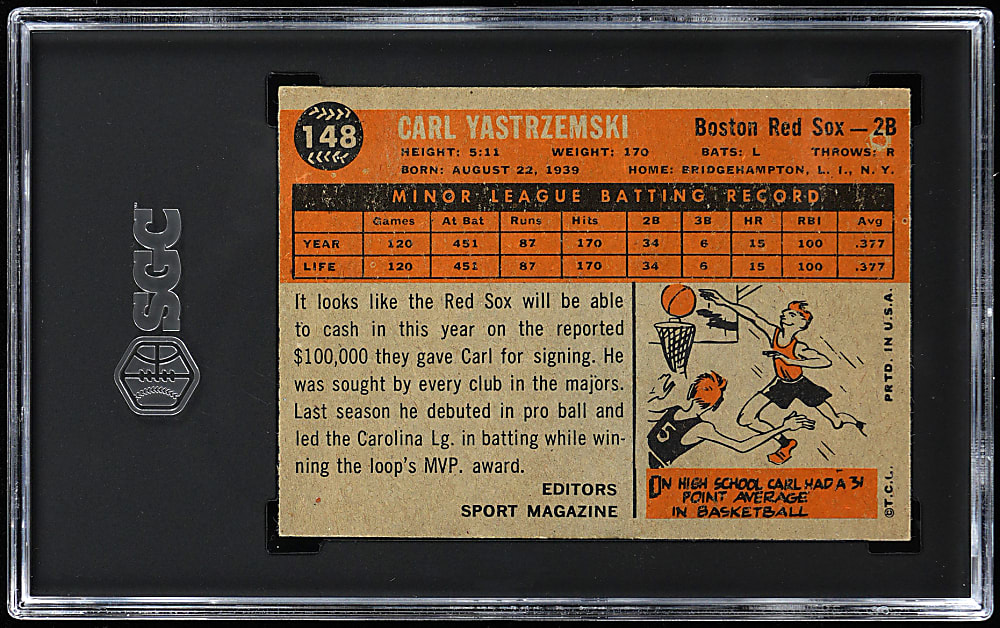 SGC
148
CARL YASTRZEMSKI Boston Red Sox — 2B
HEIGHT: 5:11 WEIGHT: 170 BATS: L THROWS: R
BORN: AUGUST 22, 1939 HOME: BRIDGEHAMPTON, L. I., N. Y.
MINOR LEAGUE BATTING RECORD
Games At Bat Runs Hits 2B 3B HR RBI Avg
YEAR 120 451 87 170 34 6 15 100 .377
LIFE 120 451 87 170 34 6 15 100 .377
It looks like the Red Sox will be able
to cash in this year on the reported
$100,000 they gave Carl for signing. He
was sought by every club in the majors.
Last season he debuted in pro ball and
led the Carolina Lg. in batting while win-
ning the loop's MVP. award.
EDITORS
SPORT MAGAZINE
5
ON HIGH SCHOOL CARL HAD A 31
POINT AVERAGE
IN BASKETBALL
©T.C.L. PRTD. IN U.S.A.